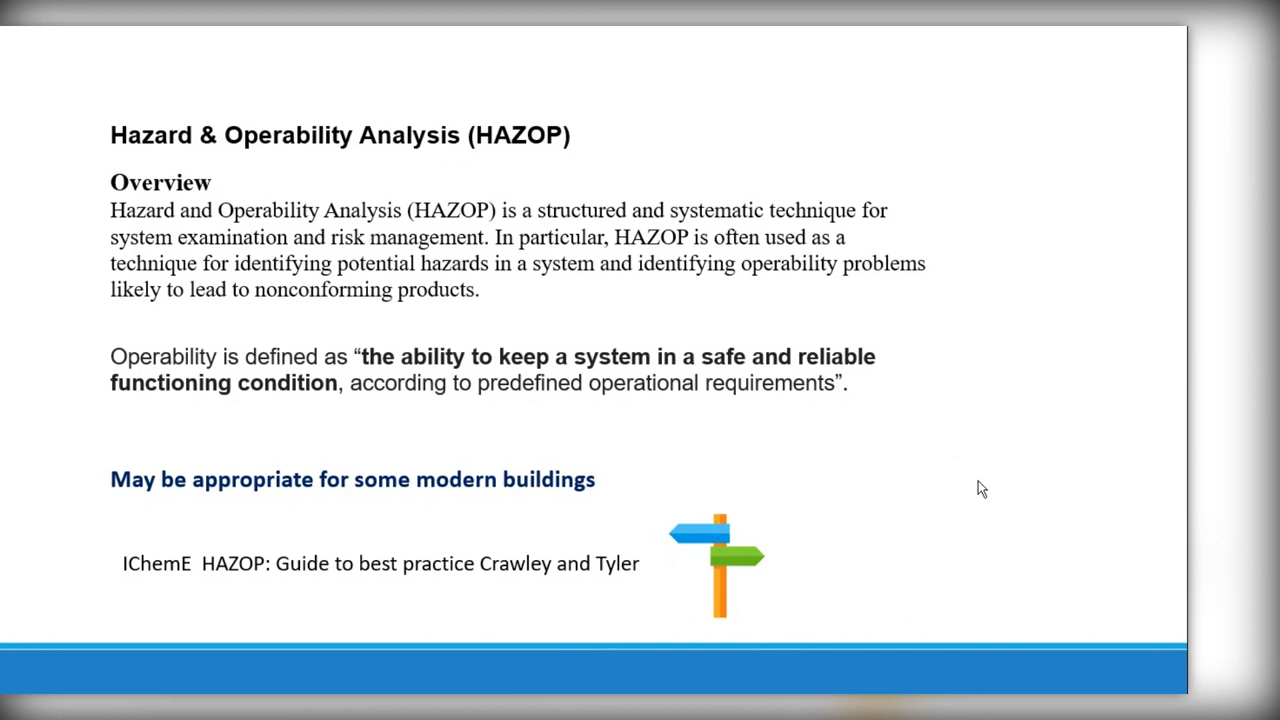 Hazard & Operability Analysis (HAZOP)
Overview
Hazard and Operability Analysis (HAZOP) is a structured and systematic technique for
system examination and risk management. In particular, HAZOP is often used as a
technique for identifying potential hazards in a system and identifying operability problems
likely to lead to nonconforming products.
Operability is defined as “the ability to keep a system in a safe and reliable
functioning condition, according to predefined operational requirements”.
May be appropriate for some modern buildings
IChemE  HAZOP: Guide to best practice Crawley and Tyler